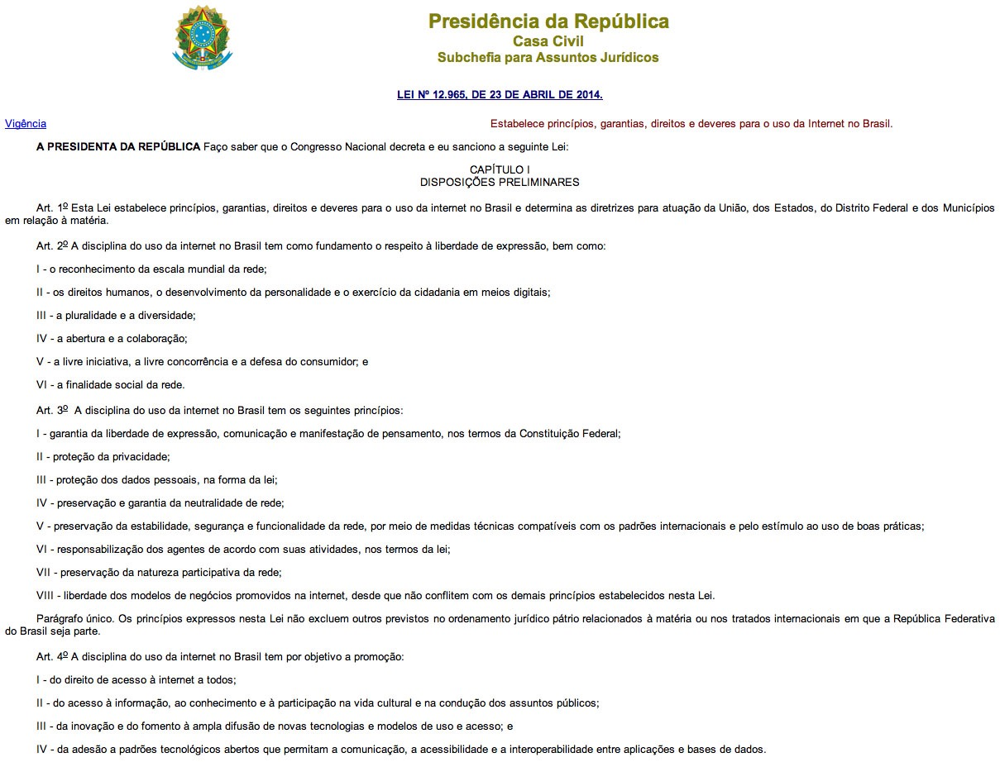 Presidência da República
Casa Civil
Subchefia para Assuntos Jurídicos
LEI Nº 12.965, DE 23 DE ABRIL DE 2014.
Vigência
Estabelece princípios, garantias, direitos e deveres para o uso da Internet no Brasil.
A PRESIDENTA DA REPÚBLICA Faço saber que o Congresso Nacional decreta e eu sanciono a seguinte Lei:
CAPÍTULO I
DISPOSIÇÕES PRELIMINARES
Art. 1º Esta Lei estabelece princípios, garantias, direitos e deveres para o uso da internet no Brasil e determina as diretrizes para atuação da União, dos Estados, do Distrito Federal e dos Municípios
em relação à matéria.
Art. 2º A disciplina do uso da internet no Brasil tem como fundamento o respeito à liberdade de expressão, bem como:
I - o reconhecimento da escala mundial da rede;
II - os direitos humanos, o desenvolvimento da personalidade e o exercício da cidadania em meios digitais;
III - a pluralidade e a diversidade;
IV - a abertura e a colaboração;
V - a livre iniciativa, a livre concorrência e a defesa do consumidor; e
VI - a finalidade social da rede.
Art. 3º A disciplina do uso da internet no Brasil tem os seguintes princípios:
I - garantia da liberdade de expressão, comunicação e manifestação de pensamento, nos termos da Constituição Federal;
II - proteção da privacidade;
III - proteção dos dados pessoais, na forma da lei;
IV - preservação e garantia da neutralidade de rede;
V - preservação da estabilidade, segurança e funcionalidade da rede, por meio de medidas técnicas compatíveis com os padrões internacionais e pelo estímulo ao uso de boas práticas;
VI - responsabilização dos agentes de acordo com suas atividades, nos termos da lei;
VII - preservação da natureza participativa da rede;
VIII - liberdade dos modelos de negócios promovidos na internet, desde que não conflitem com os demais princípios estabelecidos nesta Lei.
Parágrafo único. Os princípios expressos nesta Lei não excluem outros previstos no ordenamento jurídico pátrio relacionados à matéria ou nos tratados internacionais em que a República Federativa
do Brasil seja parte.
Art. 4º A disciplina do uso da internet no Brasil tem por objetivo a promoção:
I - do direito de acesso à internet a todos;
II - do acesso à informação, ao conhecimento e à participação na vida cultural e na condução dos assuntos públicos;
III - da inovação e do fomento à ampla difusão de novas tecnologias e modelos de uso e acesso; e
IV - da adesão a padrões tecnológicos abertos que permitam a comunicação, a acessibilidade e a interoperabilidade entre aplicações e bases de dados.